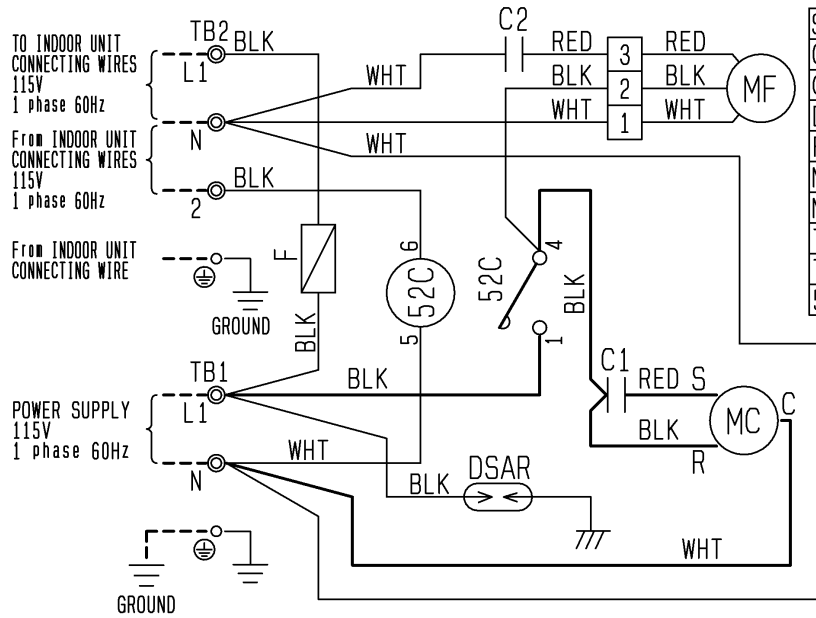 C2
TB2
TO INDOOR UNIT
CONNECTING WIRES
115V
1 phase 60Hz
L1
BLK
WHT
RED
BLK
WHT
3
2
1
RED
BLK
WHT
MF
N
WHT
From INDOOR UNIT
CONNECTING WIRES
115V
1 phase 60Hz
2
BLK
From INDOOR UNIT
CONNECTING WIRE
GROUND
F
BLK
6
52C
5
52C
4
1
BLK
TB1
POWER SUPPLY
115V
1 phase 60Hz
L1
BLK
C1
RED S
MC
C
BLK
R
WHT
N
BLK
DSAR
WHT
GROUND